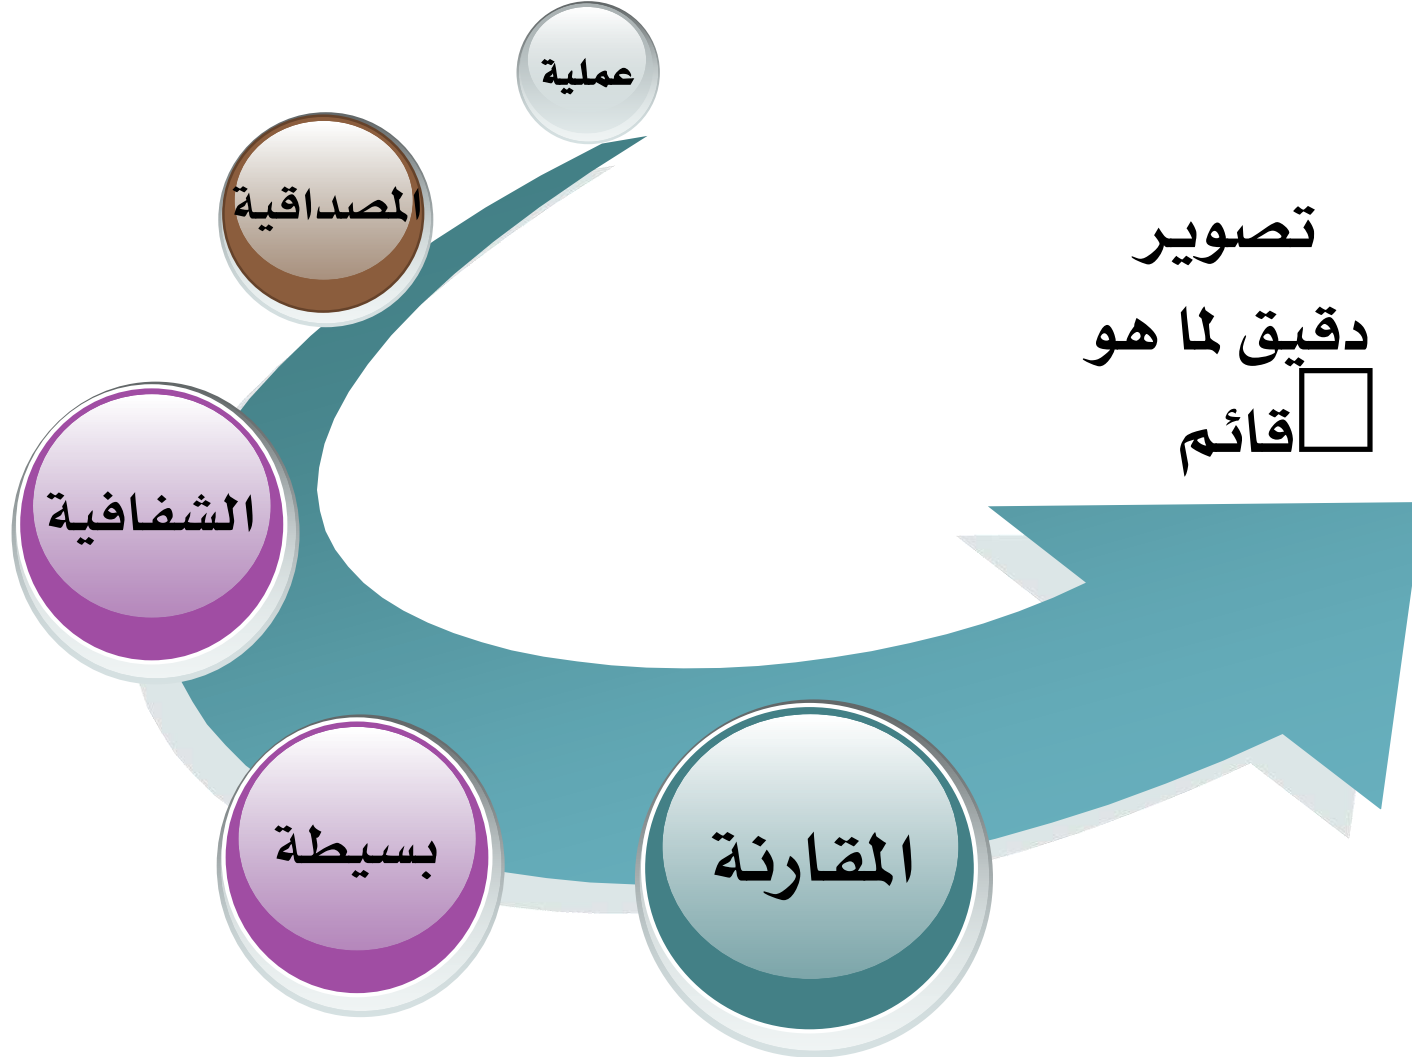 عملية
المصداقية
الشفافية
بسيطة
المقارنة
تصوير
دقيق لما هو
قائم